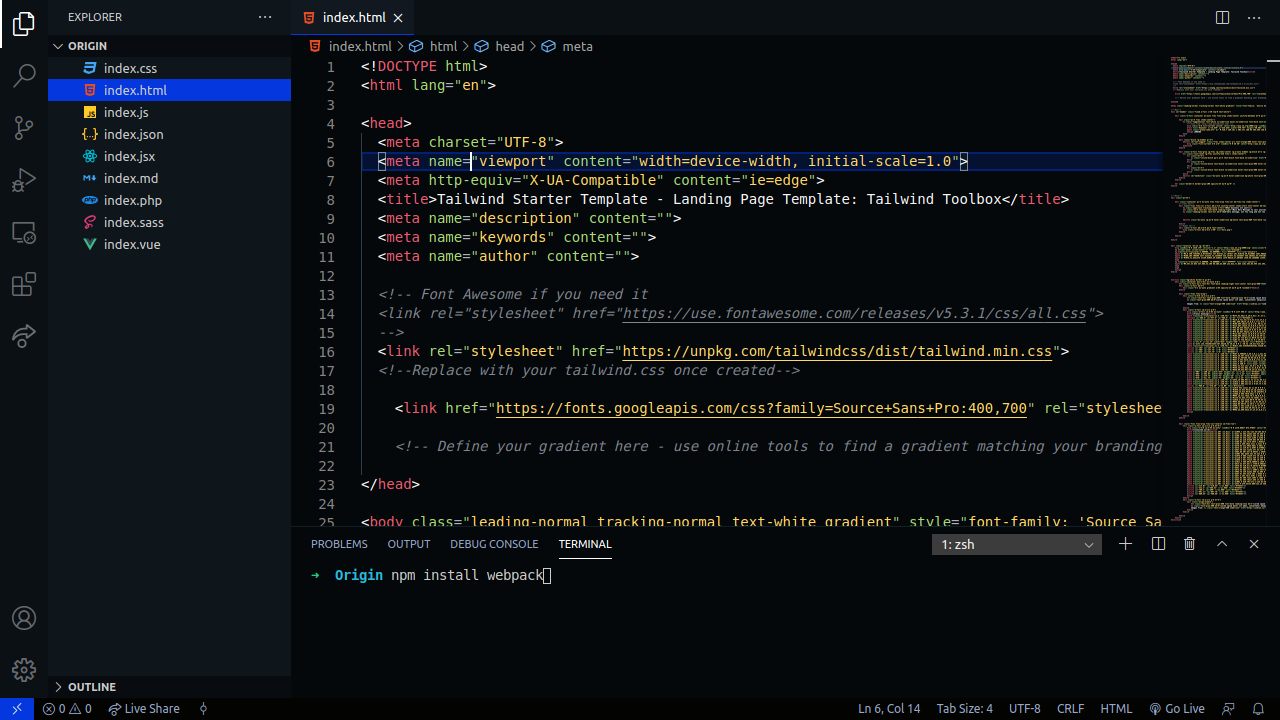 EXPLORER
ORIGIN
index.css
index.html
index.js
index.json
index.jsx
index.md
index.php
index.sass
index.vue
OUTLINE
index.html
index.html > html > head > meta
1 <!DOCTYPE html>
2 <html lang="en">
3
4 <head>
5 <meta charset="UTF-8">
6 <meta name="viewport" content="width=device-width, initial-scale=1.0">
7 <meta http-equiv="X-UA-Compatible" content="ie=edge">
8 <title>Tailwind Starter Template - Landing Page Template: Tailwind Toolbox</title>
9 <meta name="description" content="">
10 <meta name="keywords" content="">
11 <meta name="author" content="">
12
13 <!-- Font Awesome if you need it
14 <link rel="stylesheet" href="https://use.fontawesome.com/releases/v5.3.1/css/all.css">
15 -->
16 <link rel="stylesheet" href="https://unpkg.com/tailwindcss/dist/tailwind.min.css">
17 <!--Replace with your tailwind.css once created-->
18
19 <link href="https://fonts.googleapis.com/css?family=Source+Sans+Pro:400,700" rel="styleshee
20
21 <!-- Define your gradient here - use online tools to find a gradient matching your branding
22
23 </head>
24
25 <body class="leading-normal tracking-normal text-white gradient" style="font-family: 'Source Sa
PROBLEMS OUTPUT DEBUG CONSOLE TERMINAL 1: zsh
➜ Origin npm install webpack
0 0 Live Share Ln 6, Col 14 Tab Size: 4 UTF-8 CRLF HTML Go Live